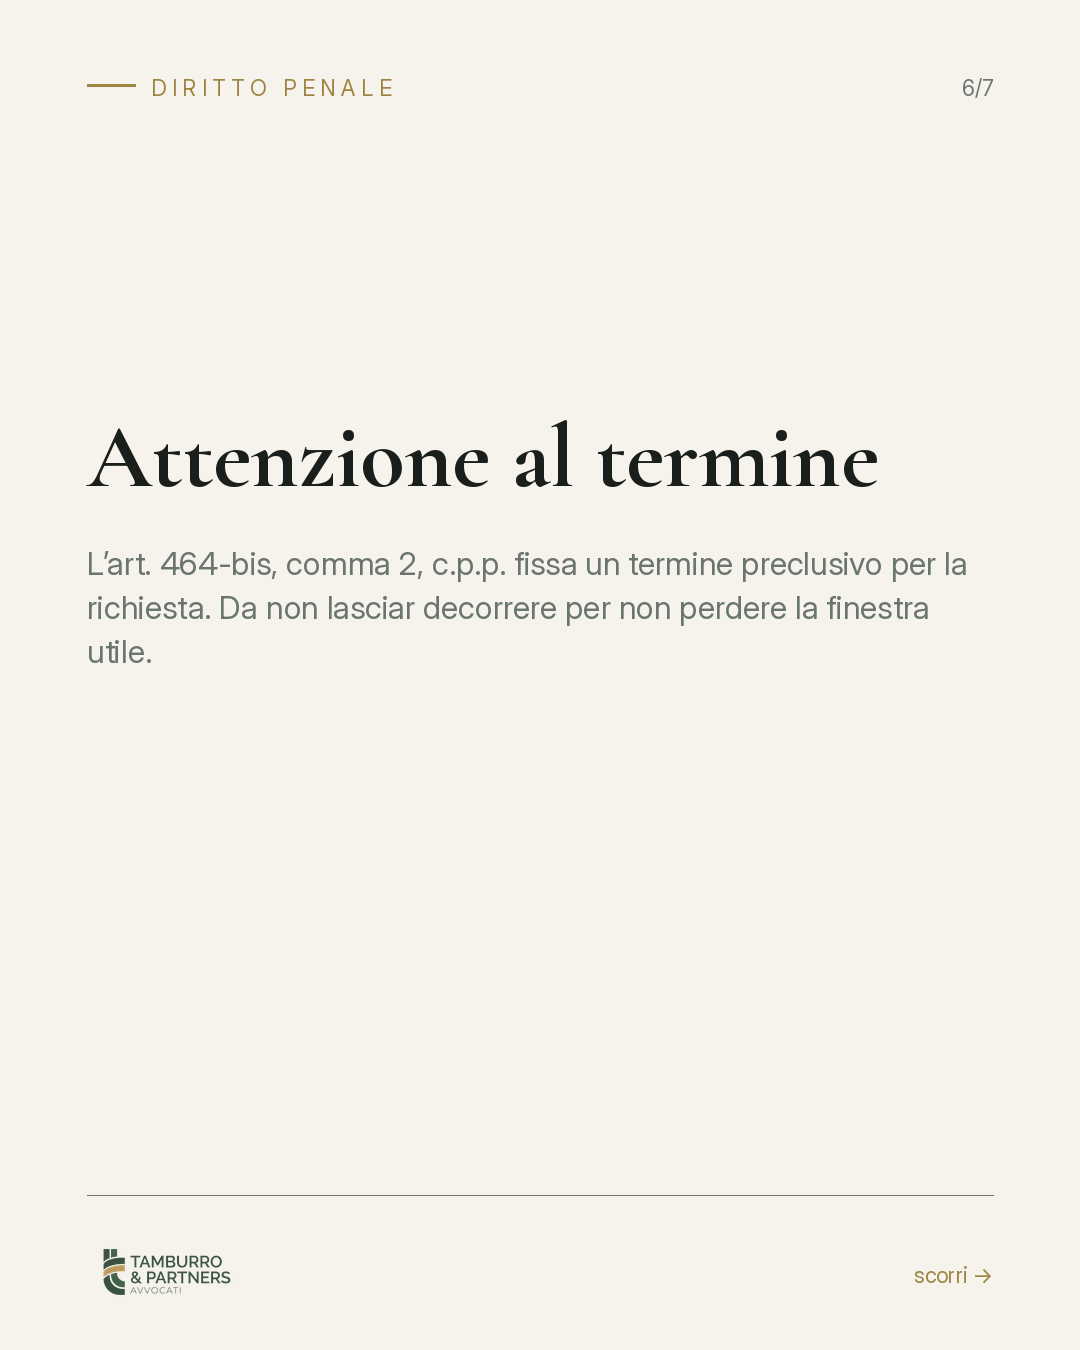 DIRITTO PENALE
6/7
Attenzione al termine
L’art. 464-bis, comma 2, c.p.p. fissa un termine preclusivo per la
richiesta. Da non lasciar decorrere per non perdere la finestra
utile.
TAMBURRO
& PARTNERS
AVVOCATI
scorri →